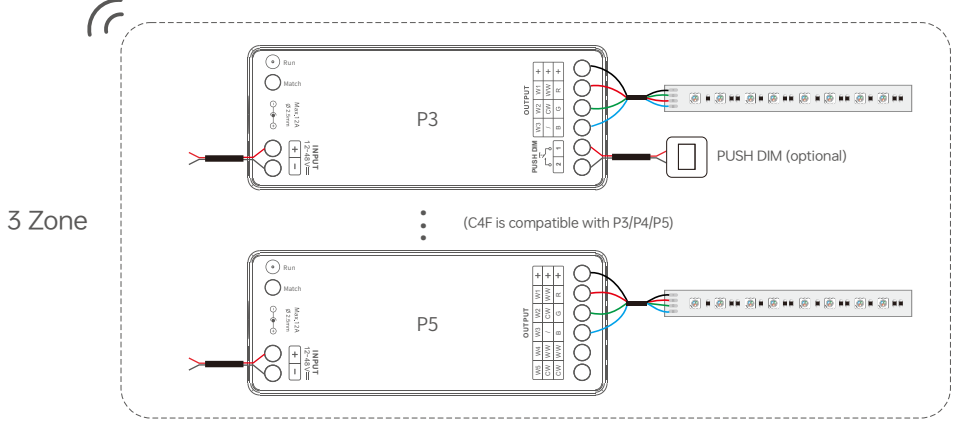 3 Zone
P3
Run
Match
Max.12A
Ø 2.5mm
INPUT
12-48V
+
−
OUTPUT
+ + +
W1 WW R
W2 CW G
W3 / B
PUSH DIM
1
2
PUSH DIM (optional)
(C4F is compatible with P3/P4/P5)
P5
Run
Match
Max.12A
Ø 2.5mm
INPUT
12-48V
+
−
OUTPUT
+ + +
W1 WW R
W2 CW G
W3 / B
W4 WW WW
W5 CW CW